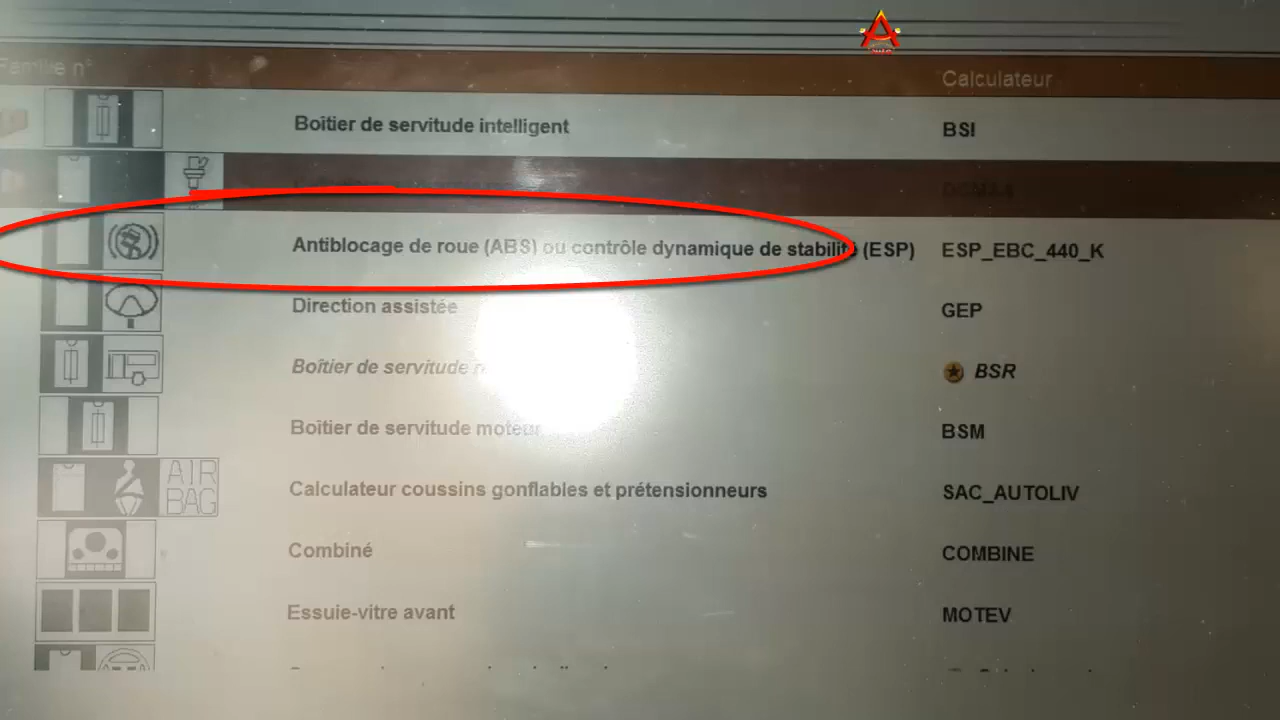 Famille n°
Calculateur
Boîtier de servitude intelligent BSI
Antiblocage de roue (ABS) ou contrôle dynamique de stabilité (ESP) ESP_EBC_440_K
Direction assistée GEP
Boîtier de servitude BSR
Boîtier de servitude moteur BSM
AIR BAG
Calculateur coussins gonflables et prétensionneurs SAC_AUTOLIV
Combiné COMBINE
Essuie-vitre avant MOTEV